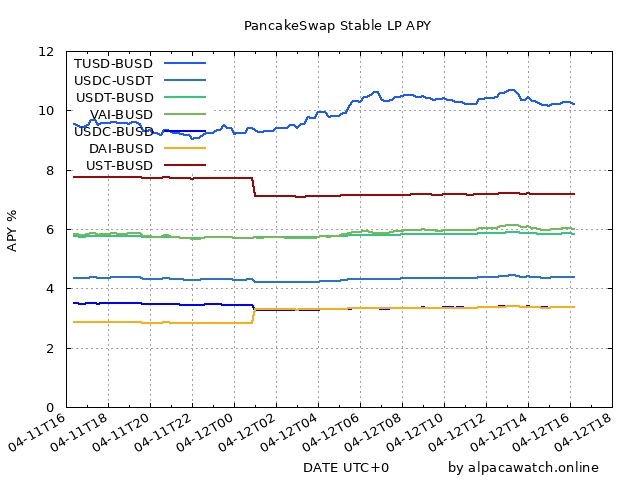 PancakeSwap Stable LP APY
12
10
8
6
4
2
0
APY %
TUSD-BUSD
USDC-USDT
USDT-BUSD
VAI-BUSD
USDC-BUSD
DAI-BUSD
UST-BUSD
04-11T16
04-11T18
04-11T20
04-11T22
04-12T00
04-12T02
04-12T04
04-12T06
04-12T08
04-12T10
04-12T12
04-12T14
04-12T16
04-12T18
DATE UTC+0
by alpacawatch.online